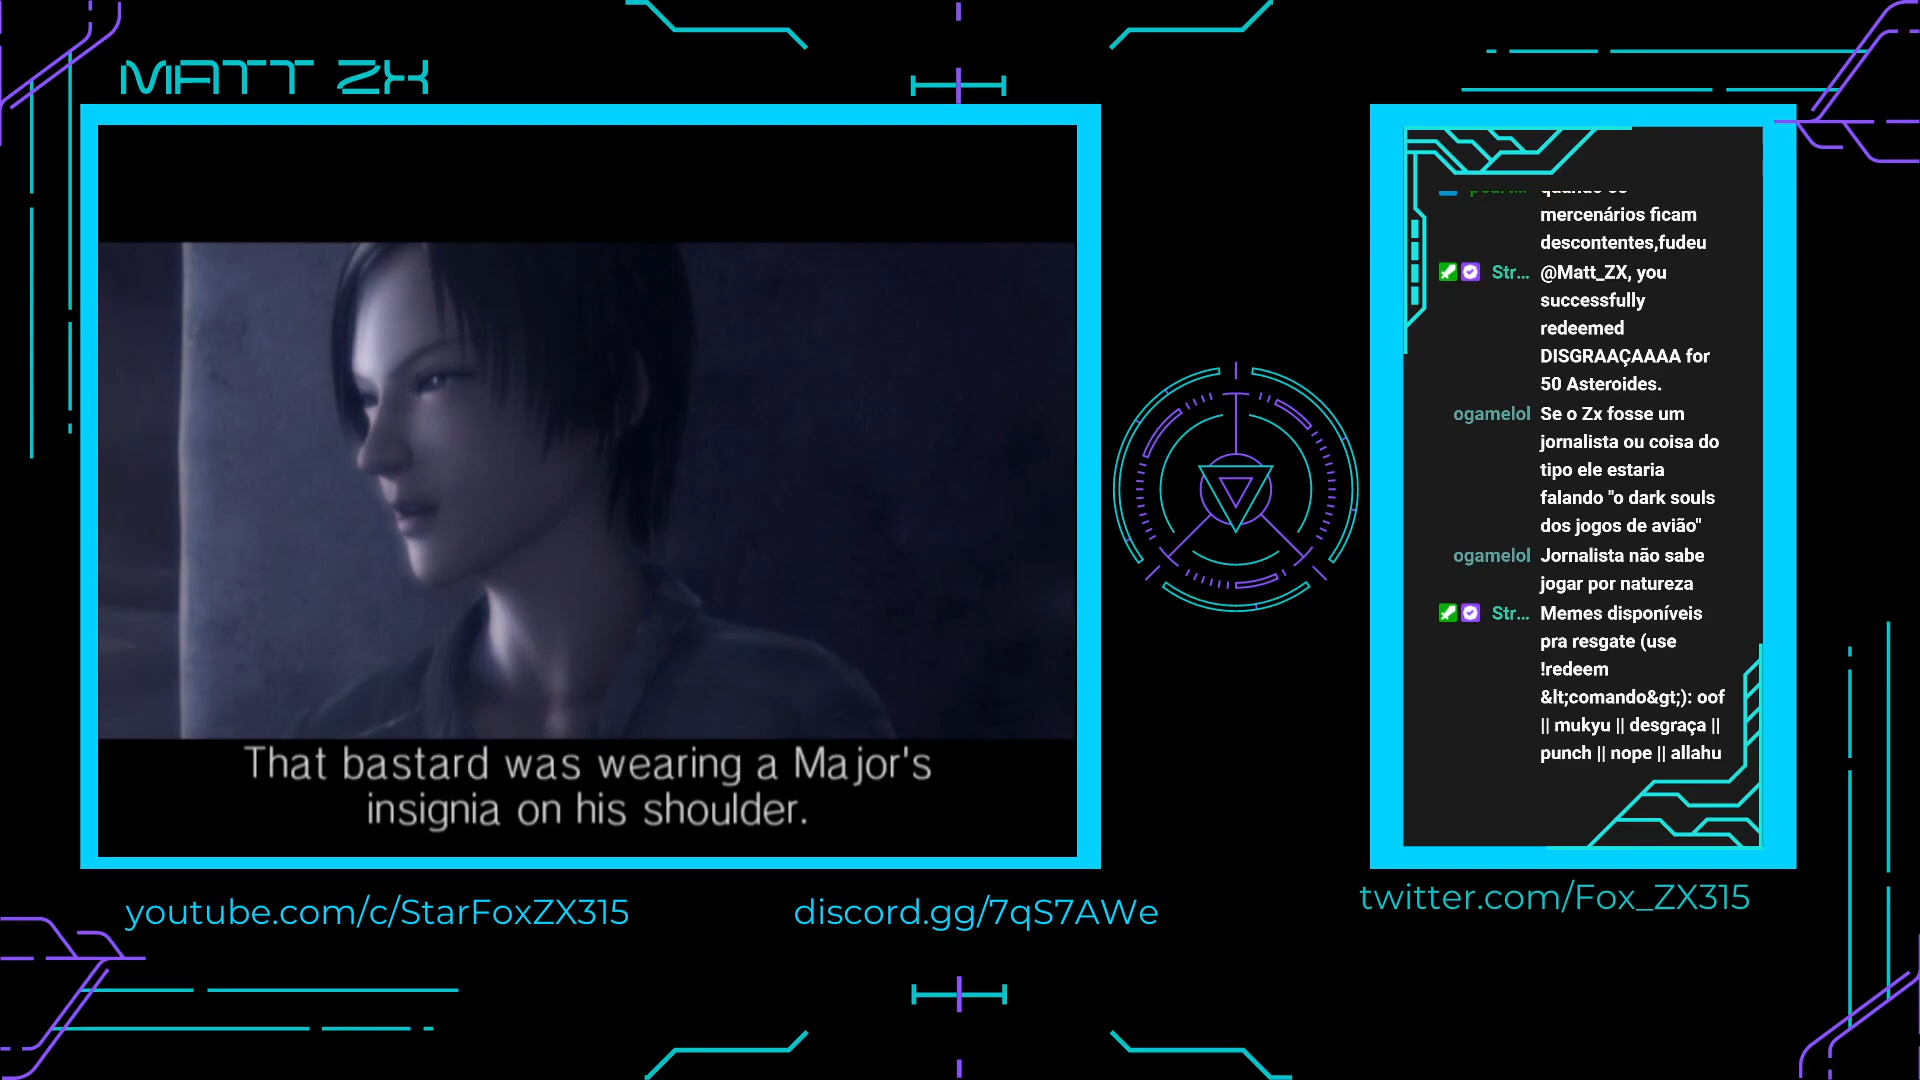 MATT ZX
That bastard was wearing a Major's
insignia on his shoulder.
mercenários ficam
descontentes,fudeu
Str... @Matt_ZX, you
successfully
redeemed
DISGRAAÇAAAA for
50 Asteroides.
ogamelol Se o Zx fosse um
jornalista ou coisa do
tipo ele estaria
falando "o dark souls
dos jogos de avião"
ogamelol Jornalista não sabe
jogar por natureza
Str... Memes disponíveis
pra resgate (use
!redeem
&lt;comando&gt;): oof
|| mukyu || desgraça ||
punch || nope || allahu
youtube.com/c/StarFoxZX315
discord.gg/7qS7AWe
twitter.com/Fox_ZX315